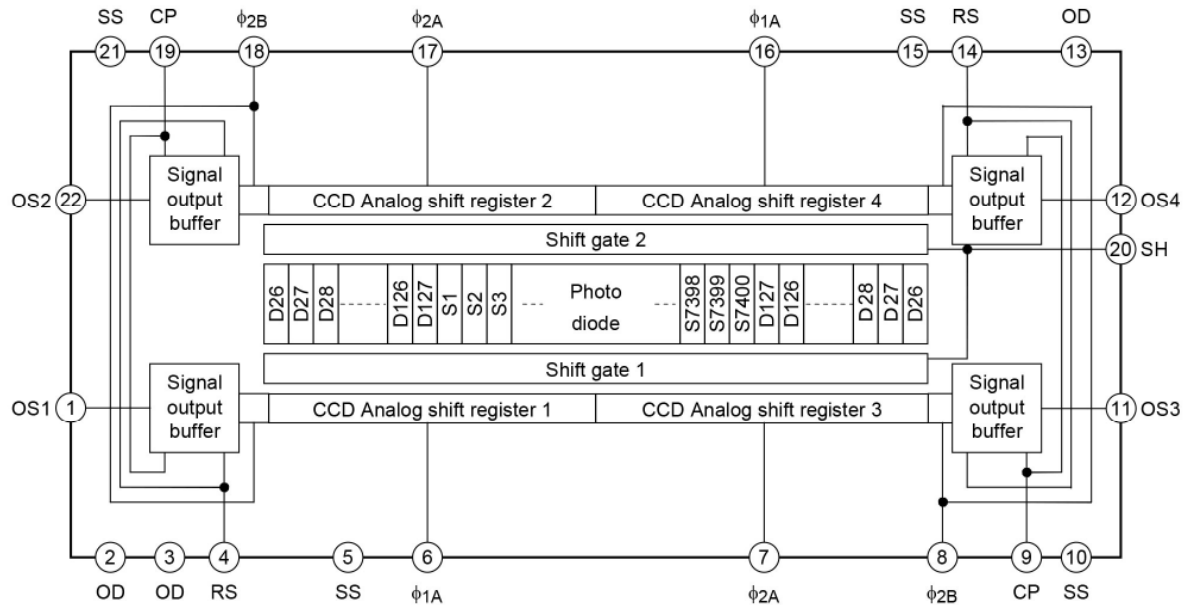 SS CP ϕ2B ϕ2A ϕ1A SS RS OD
21 19 18 17 16 15 14 13
Signal output buffer
Signal output buffer
OS2 22
CCD Analog shift register 2
CCD Analog shift register 4
12 OS4
Shift gate 2
20 SH
D26 D27 D28 D126 D127 S1 S2 S3 Photo diode S7398 S7399 S7400 D127 D126 D28 D27 D26
Shift gate 1
Signal output buffer
Signal output buffer
OS1 1
CCD Analog shift register 1
CCD Analog shift register 3
11 OS3
2 3 4 5 6 7 8 9 10
OD OD RS SS ϕ1A ϕ2A ϕ2B CP SS